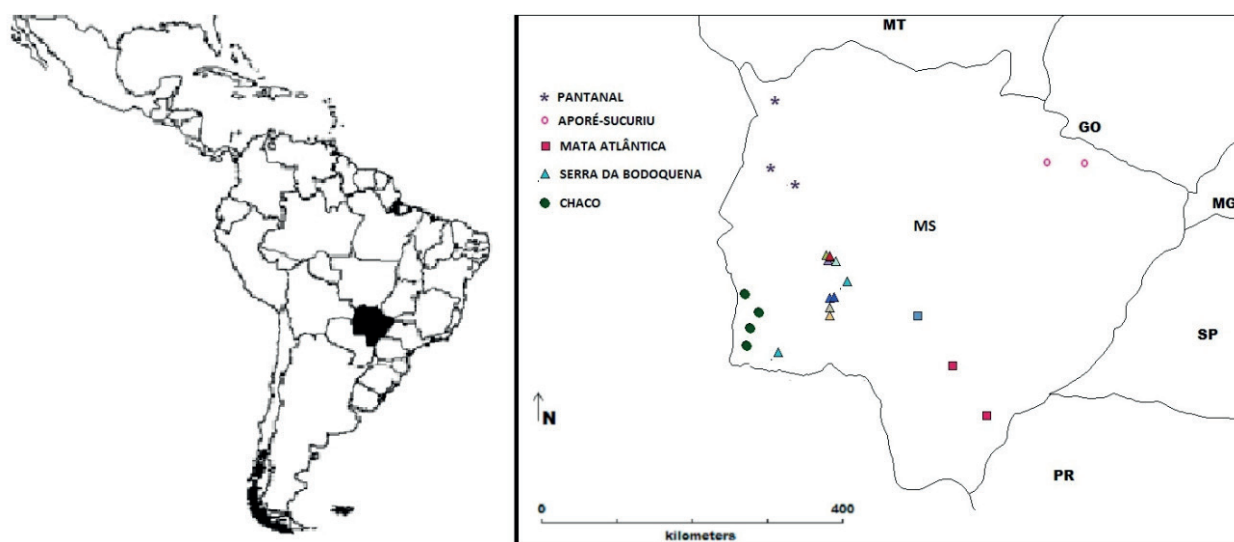 MT
* PANTANAL
APORÉ-SUCURIU
MATA ATLÂNTICA
SERRA DA BODOQUENA
CHACO
GO
MG
MS
SP
N
PR
0 400
kilometers